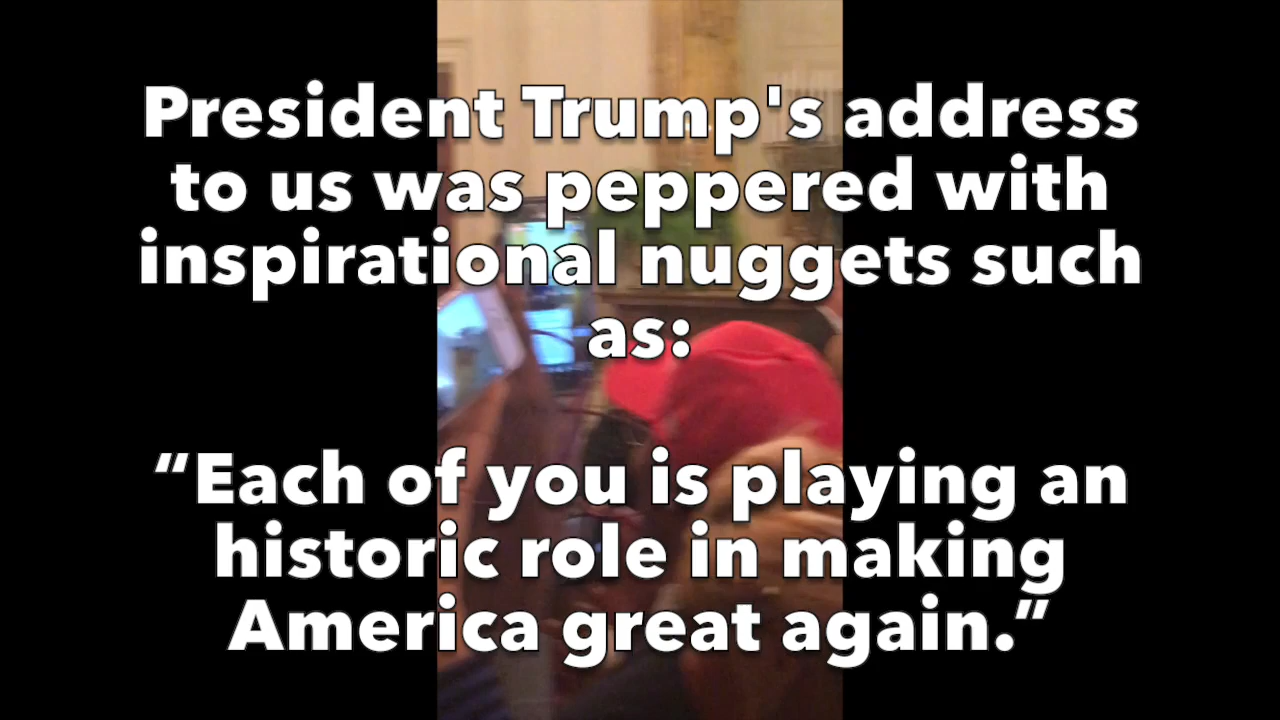 President Trump's address
to us was peppered with
inspirational nuggets such
as:
“Each of you is playing an
historic role in making
America great again.”